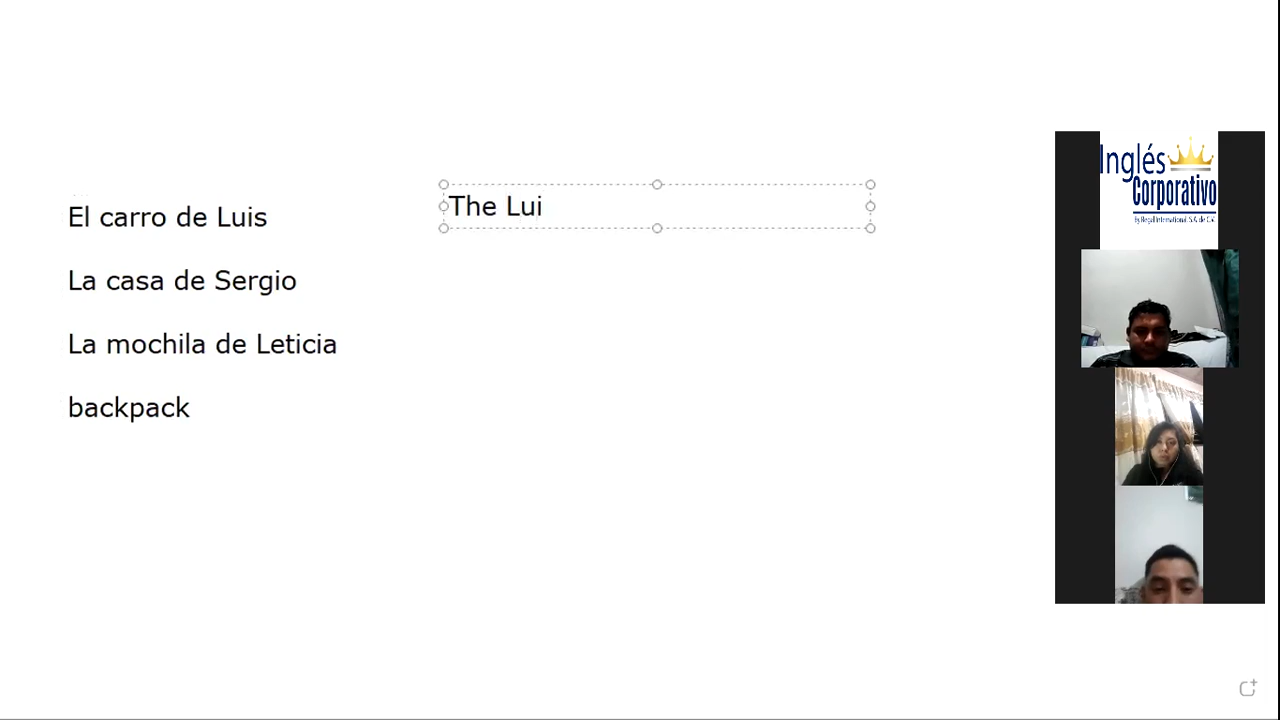 El carro de Luis
The Lui
La casa de Sergio
La mochila de Leticia
backpack
Inglés
Corporativo